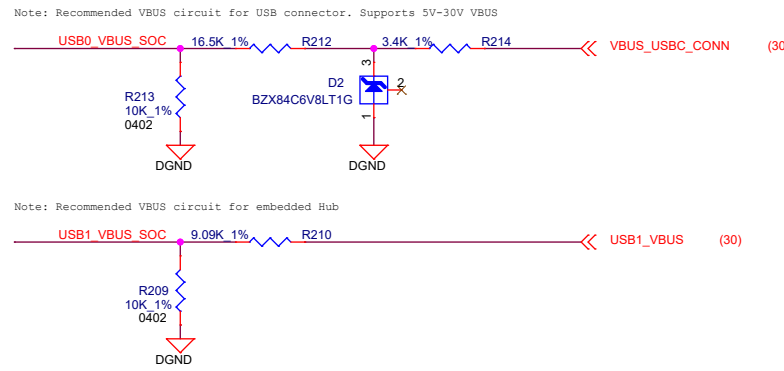 Note: Recommended VBUS circuit for USB connector. Supports 5V-30V VBUS
USB0_VBUS_SOC 16.5K_1% R212 3.4K_1% R214 VBUS_USBC_CONN (30
3
D2 2
BZX84C6V8LT1G
R213
10K_1%
0402
1
DGND DGND
Note: Recommended VBUS circuit for embedded Hub
USB1_VBUS_SOC 9.09K_1% R210 USB1_VBUS (30)
R209
10K_1%
0402
DGND